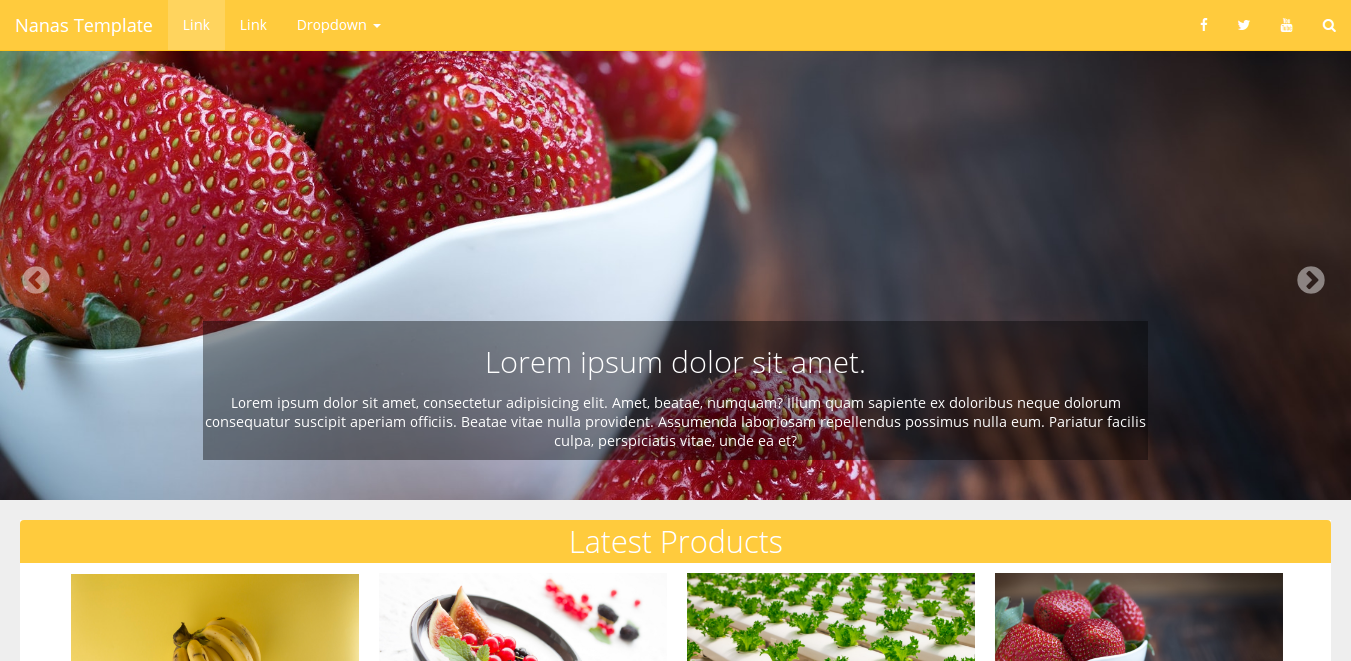 Nanas Template Link Link Dropdown
Lorem ipsum dolor sit amet.
Lorem ipsum dolor sit amet, consectetur adipisicing elit. Amet, beatae, numquam? Illum quam sapiente ex doloribus neque dolorum
consequatur suscipit aperiam officiis. Beatae vitae nulla provident. Assumenda laboriosam repellendus possimus nulla eum. Pariatur facilis
culpa, perspiciatis vitae, unde ea et?
Latest Products